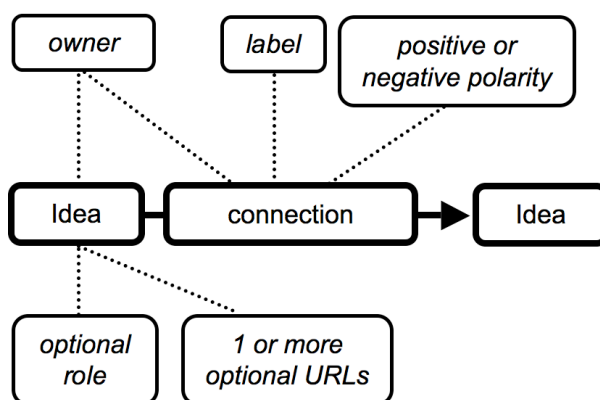 owner
label
positive or
negative polarity
Idea
connection
Idea
optional
role
1 or more
optional URLs